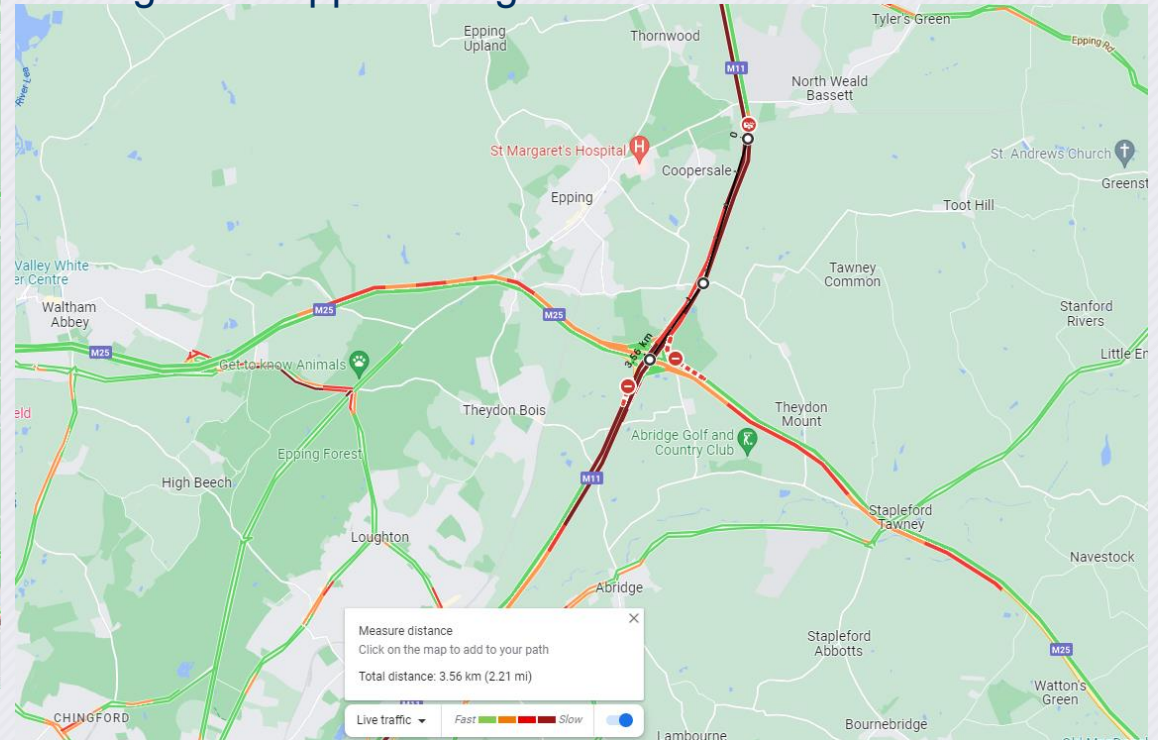 Tyler's Green
Epping
Upland
Thornwood
Epping Rd
River Lea
M11
North Weald
Bassett
0
St Margaret's Hospital
H
St. Andrews Church
Coopersale
Greenst
Epping
Toot Hill
Valley White
er Centre
Tawney
Common
Waltham
Abbey
M25
M25
Stanford
Rivers
M25
3.56 km
Little En
Get to know Animals
Theydon Bois
Theydon
Mount
eld
Abridge Golf and
Country Club
Epping Forest
High Beech
M11
Stapleford
Tawney
Loughton
Navestock
Abridge
Measure distance
Click on the map to add to your path
Total distance: 3.56 km (2.21 mi)
Stapleford
Abbotts
M25
Watton's
Green
CHINGFORD
Live traffic
Fast
Slow
Bournebridge
Lambourne